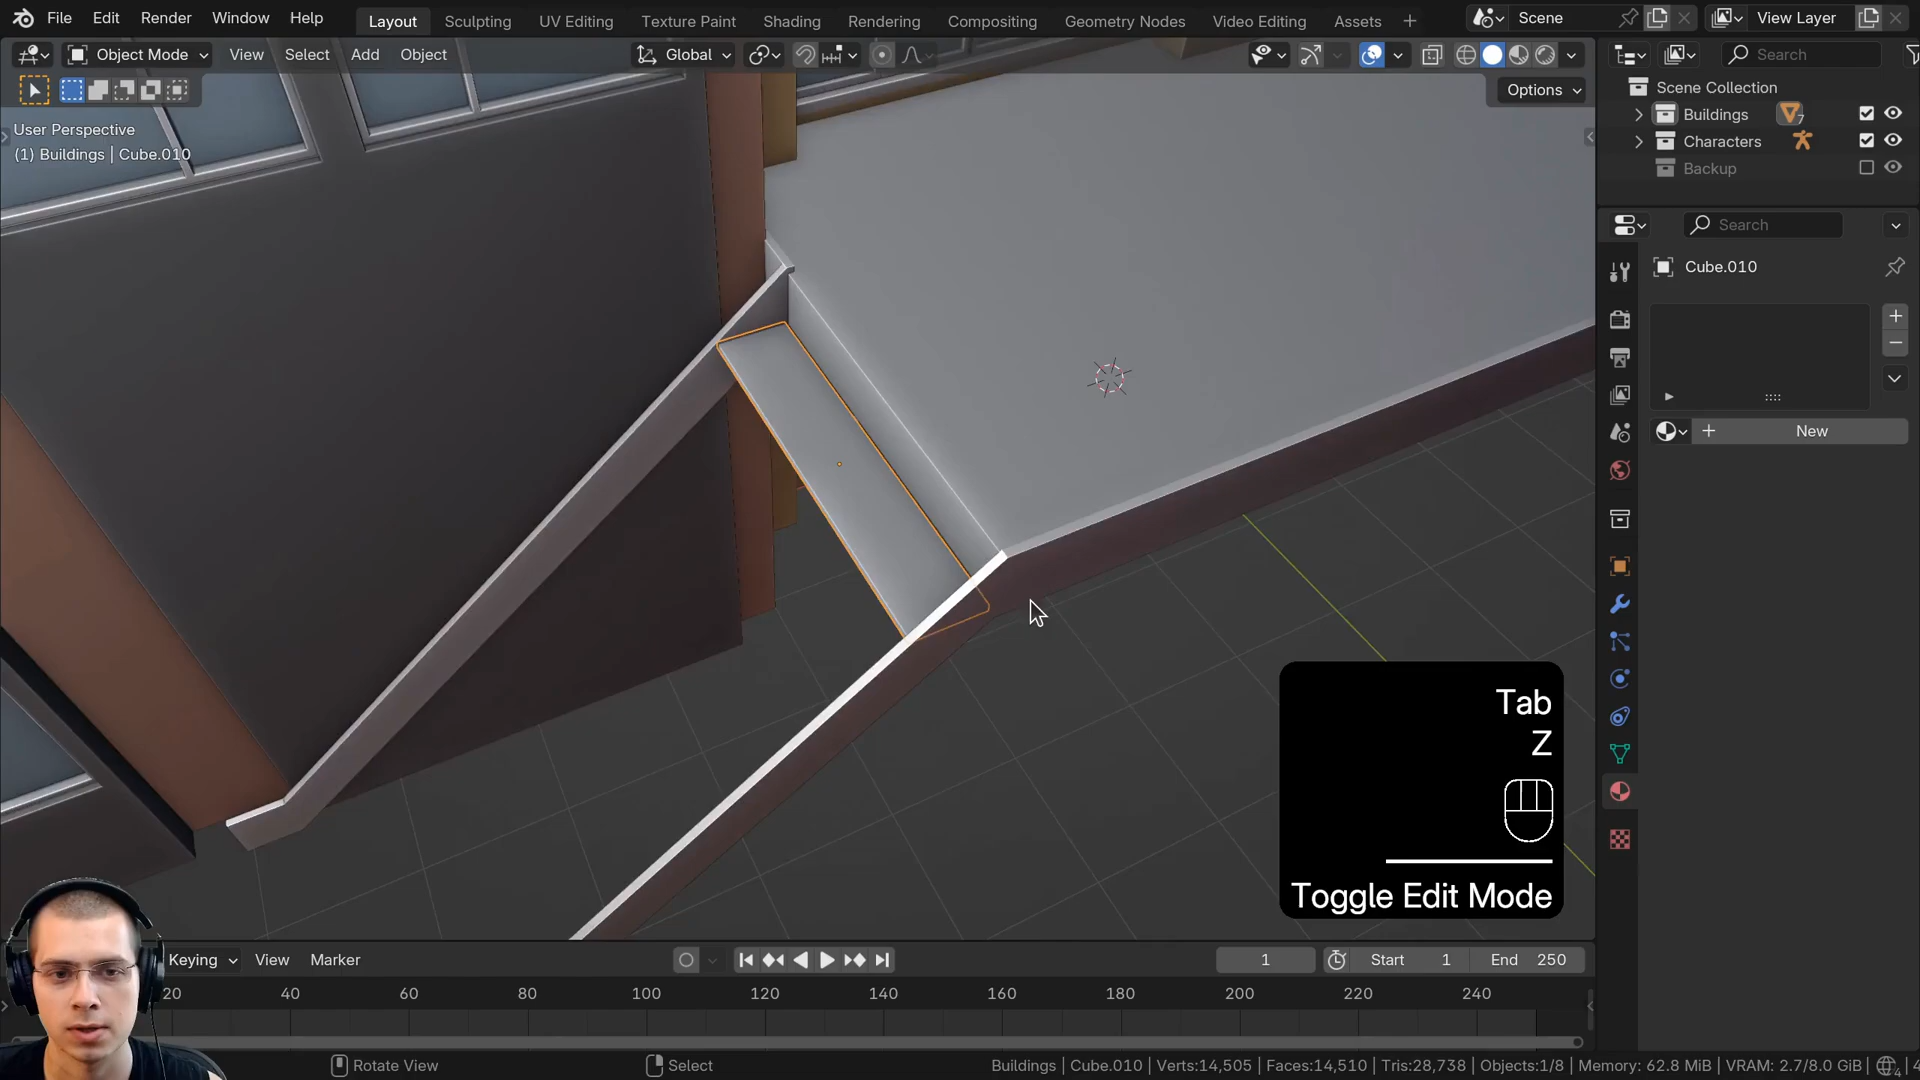 File Edit Render Window Help Layout Sculpting UV Editing Texture Paint Shading Rendering Compositing Geometry Nodes Video Editing Assets Scene View Layer
Object Mode View Select Add Object Global Search
Options
Scene Collection
Buildings 7
Characters
Backup
User Perspective
(1) Buildings | Cube.010
Search
Cube.010
New
Tab
Z
Toggle Edit Mode
Keying View Marker 1 Start 1 End 250
20 40 60 80 100 120 140 160 180 200 220 240
Rotate View Select Buildings | Cube.010 | Verts:14,505 | Faces:14,510 | Tris:28,738 | Objects:1/8 | Memory: 62.8 MiB | VRAM: 2.7/8.0 GiB |